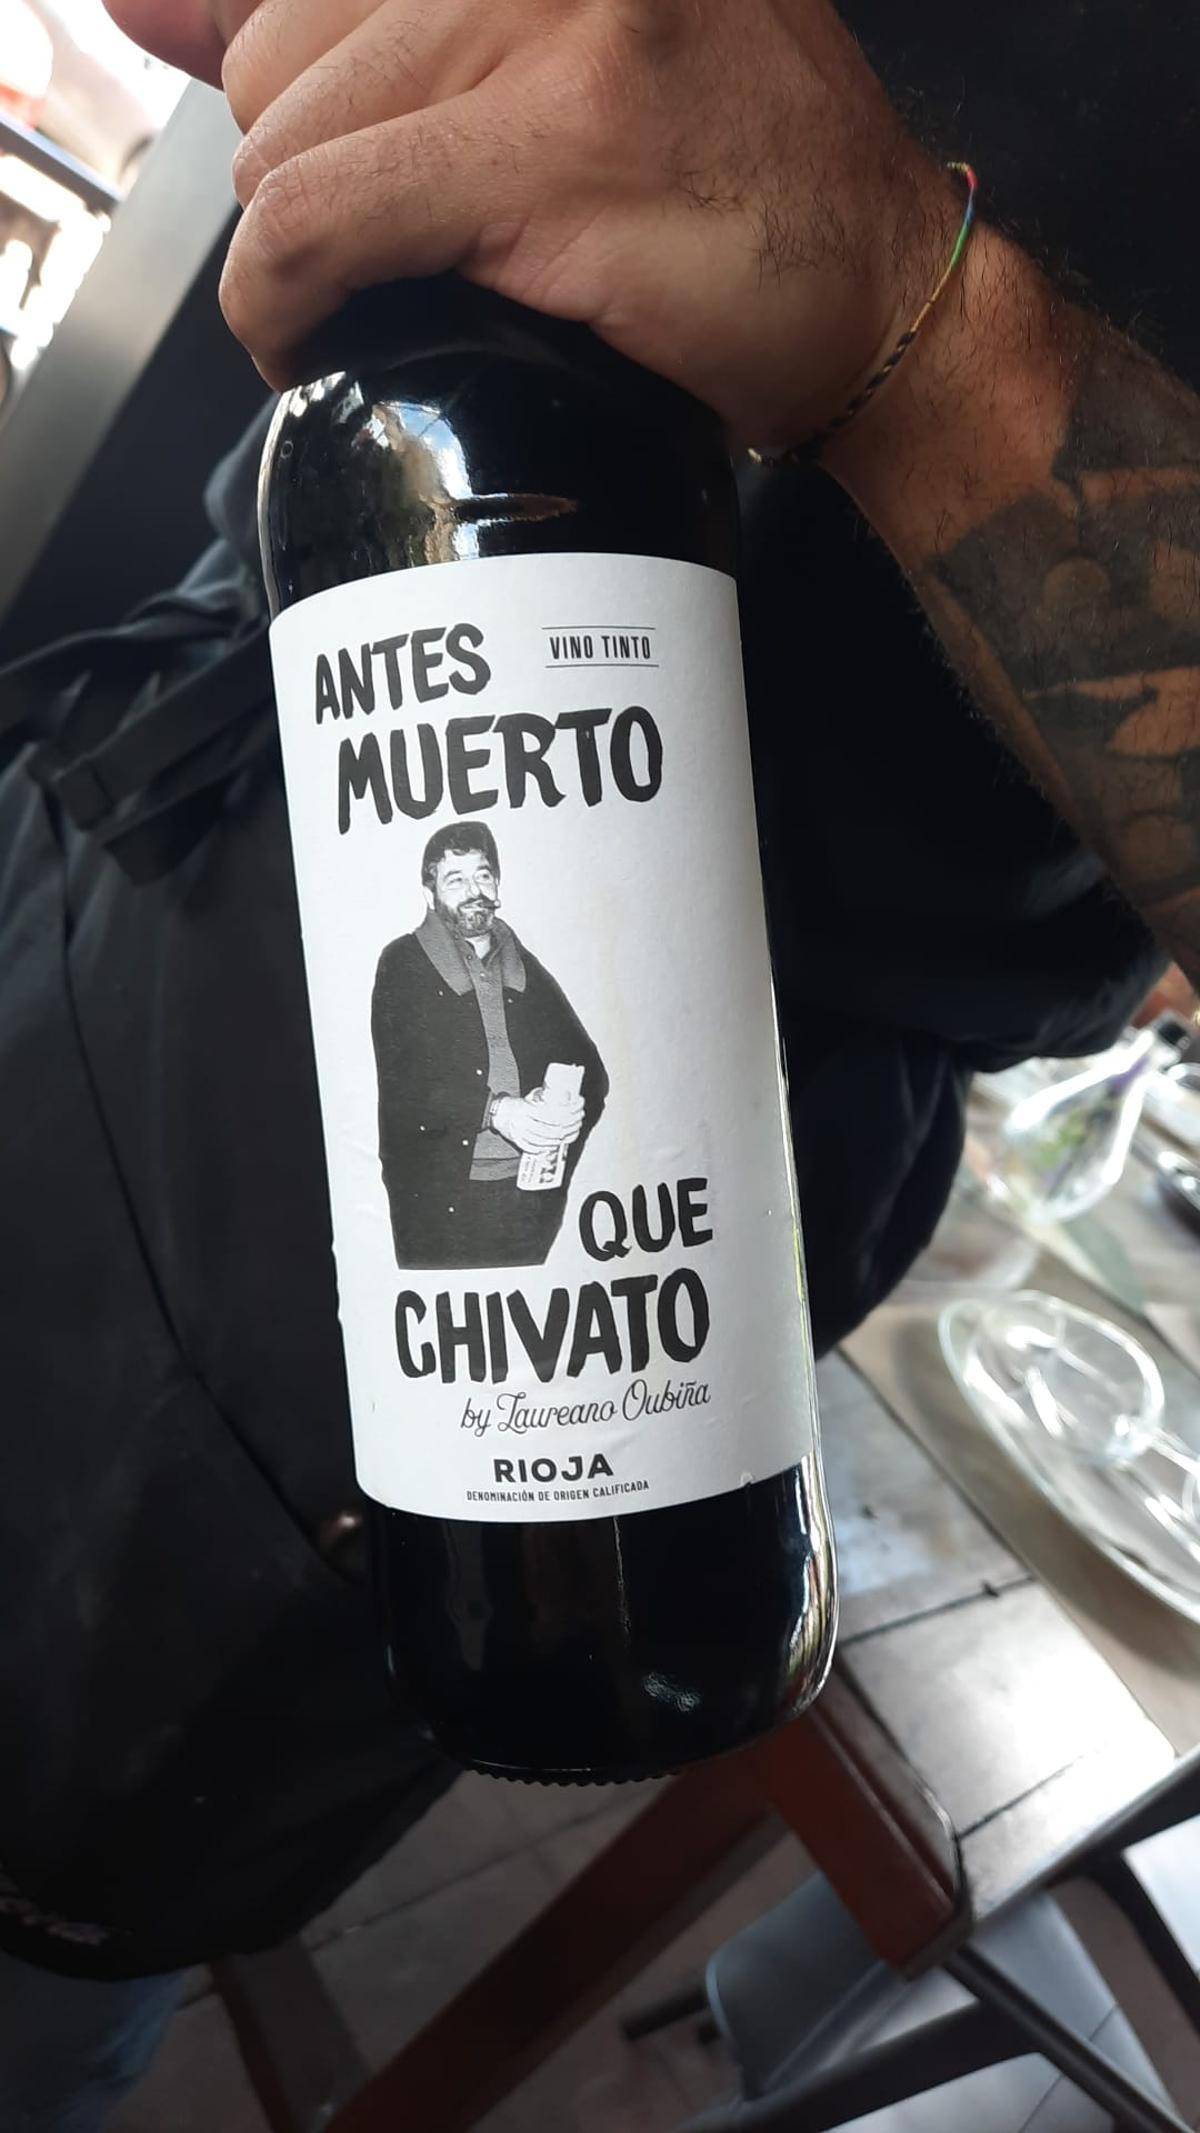 ANTES
VINO TINTO
MUERTO
QUE
CHIVATO
by Laureano Oubiña
RIOJA
DENOMINACIÓN DE ORIGEN CALIFICADA